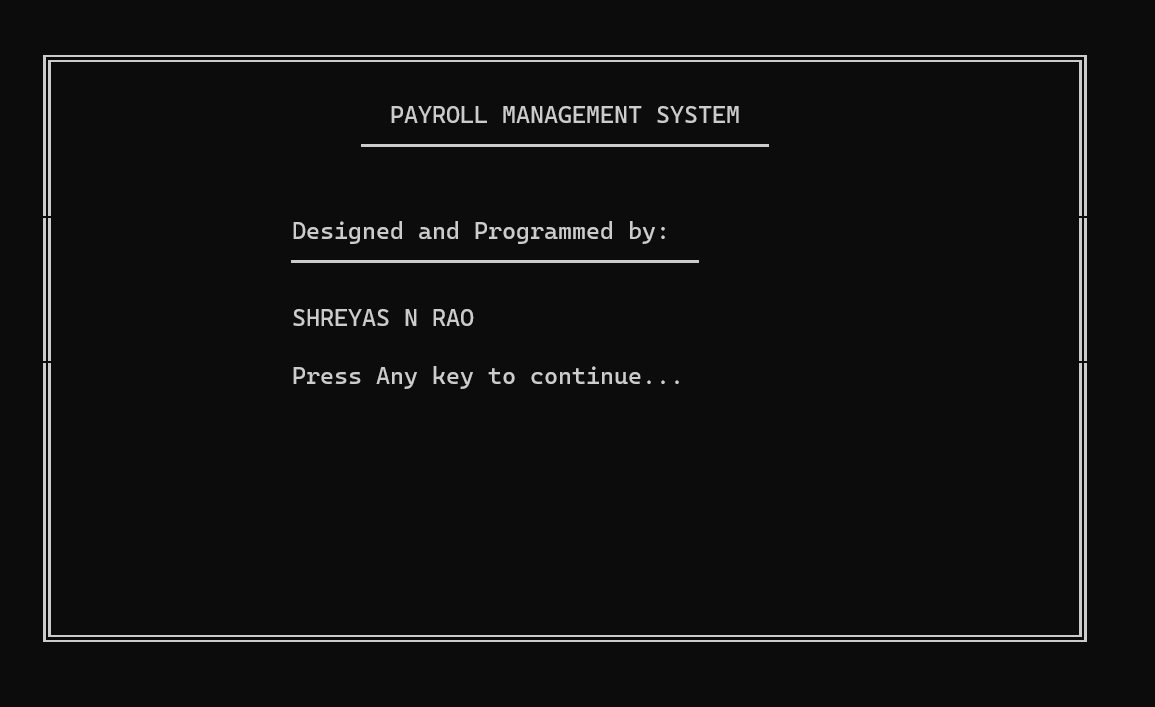 PAYROLL MANAGEMENT SYSTEM
Designed and Programmed by:
SHREYAS N RAO
Press Any key to continue...